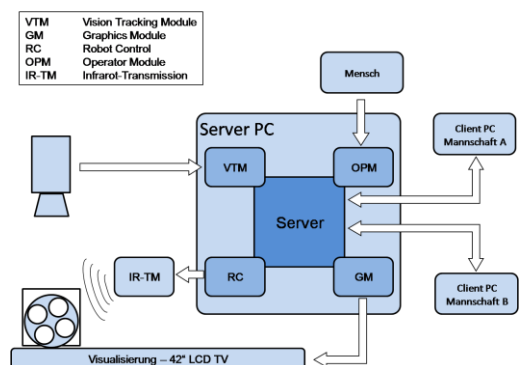 VTM Vision Tracking Module
GM Graphics Module
RC Robot Control
OPM Operator Module
IR-TM Infrarot-Transmission
Mensch
Server PC
Client PC
Mannschaft A
VTM
OPM
Server
IR-TM
RC
GM
Client PC
Mannschaft B
Visualisierung – 42" LCD TV